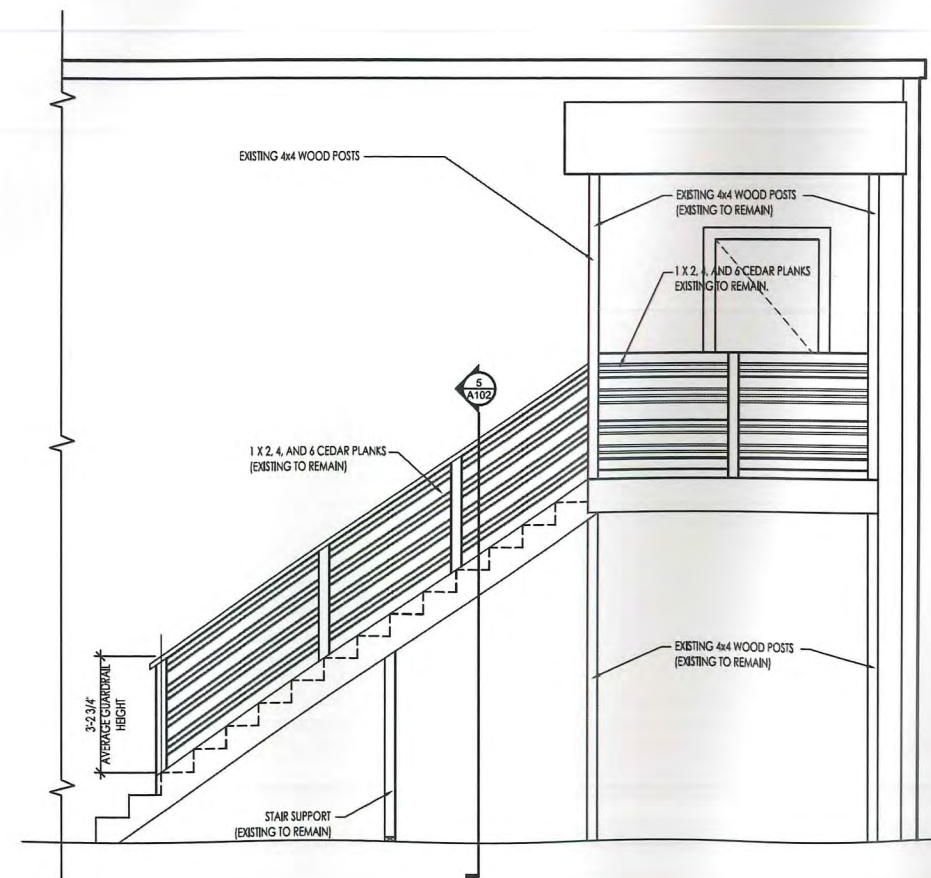 EXISTING 4x4 WOOD POSTS
EXISTING 4x4 WOOD POSTS
(EXISTING TO REMAIN)
1 X 2, 4, AND 6 CEDAR PLANKS
EXISTING TO REMAIN.
5
A102
1 X 2, 4, AND 6 CEDAR PLANKS
(EXISTING TO REMAIN)
EXISTING 4x4 WOOD POSTS
(EXISTING TO REMAIN)
3'-2 3/4"
AVERAGE GUARDRAIL
HEIGHT
STAIR SUPPORT
(EXISTING TO REMAIN)